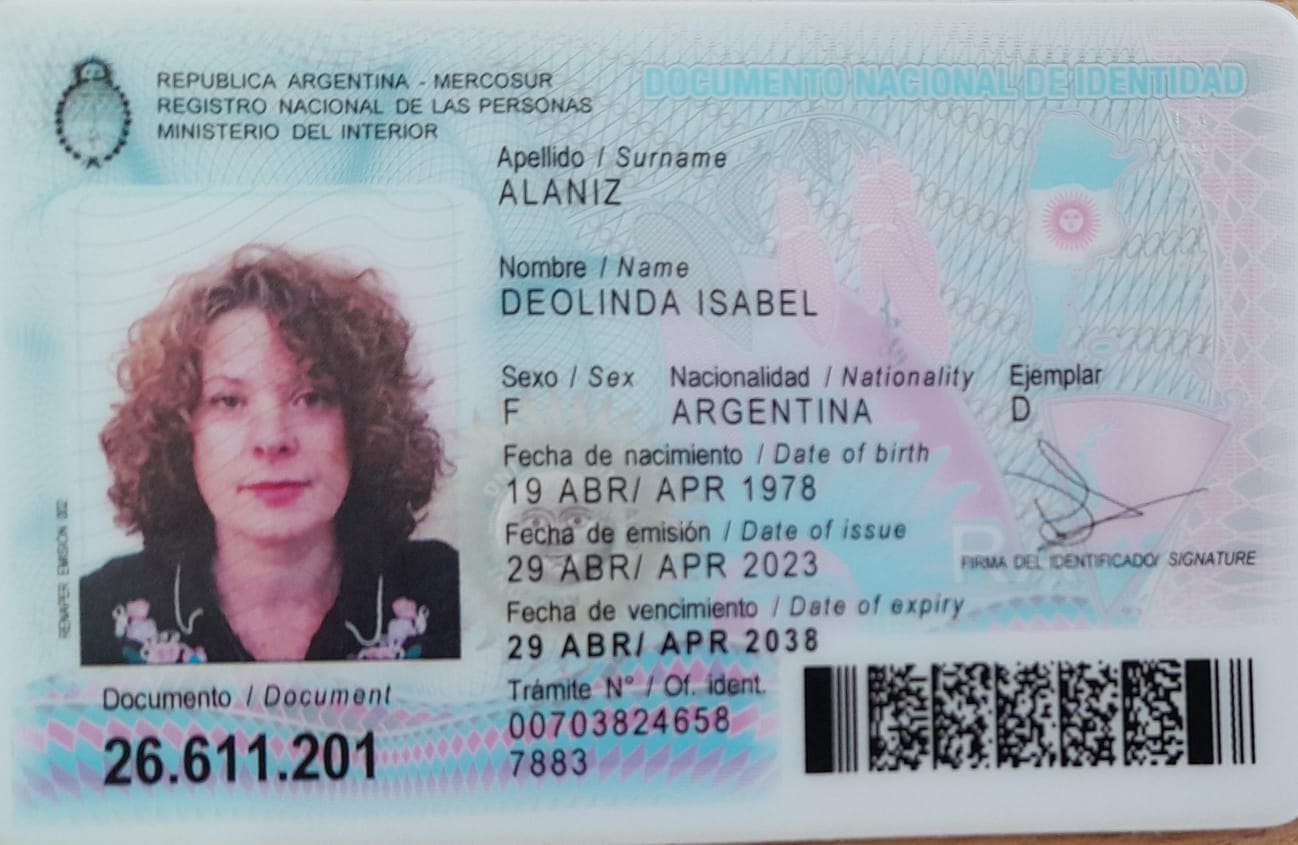 REPUBLICA ARGENTINA - MERCOSUR
REGISTRO NACIONAL DE LAS PERSONAS
MINISTERIO DEL INTERIOR
DOCUMENTO NACIONAL DE IDENTIDAD
Apellido / Surname
ALANIZ
Nombre / Name
DEOLINDA ISABEL
Sexo / Sex Nacionalidad / Nationality Ejemplar
F ARGENTINA D
Fecha de nacimiento / Date of birth
19 ABR/ APR 1978
Fecha de emisión / Date of issue
29 ABR/ APR 2023
FIRMA DEL IDENTIFICADO/ SIGNATURE
Fecha de vencimiento / Date of expiry
29 ABR/ APR 2038
RENAPER EMISION 002
Documento / Document
26.611.201
Trámite N° / Of. ident.
00703824658
7883